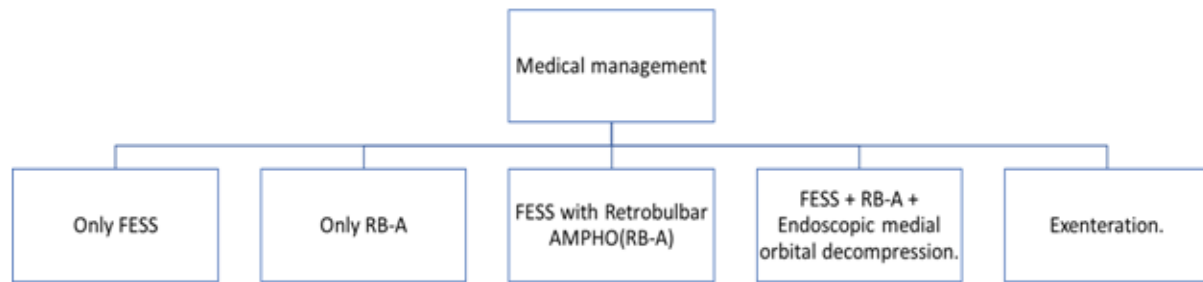 Medical management
Only FESS
Only RB-A
FESS with Retrobulbar
AMPHO(RB-A)
FESS + RB-A +
Endoscopic medial
orbital decompression.
Exenteration.